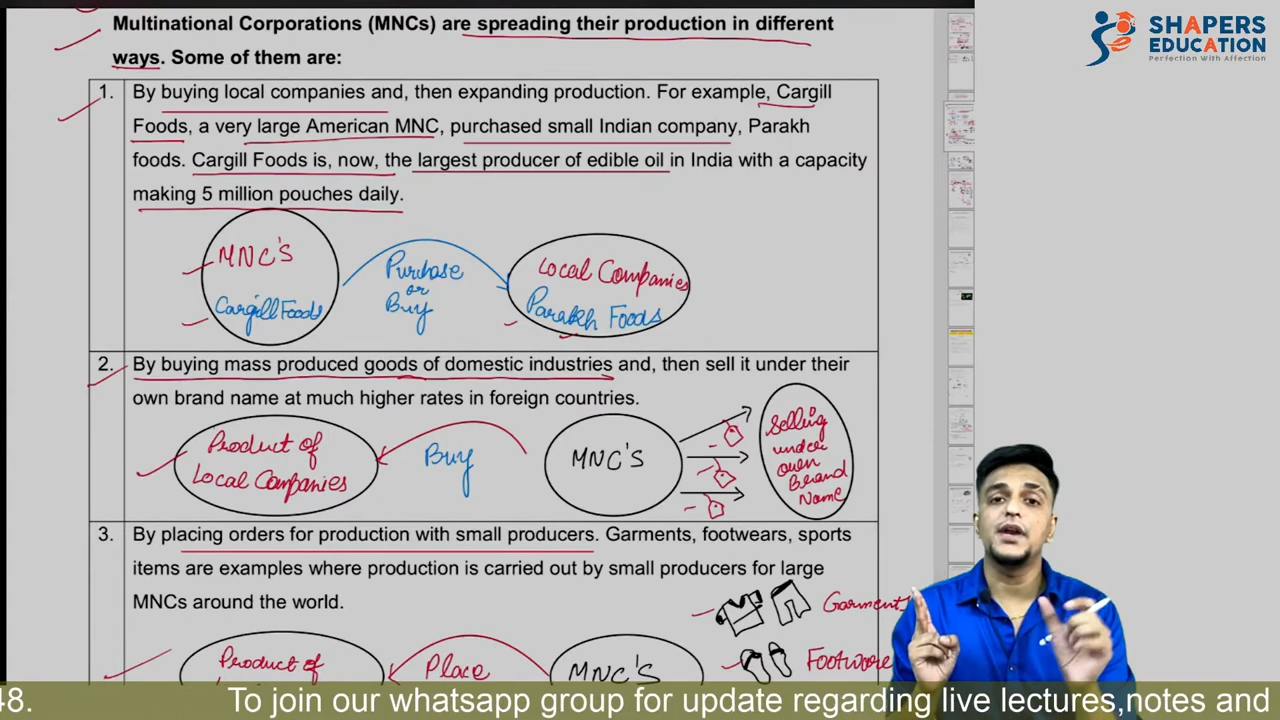 Multinational Corporations (MNCs) are spreading their production in different
ways. Some of them are:
SHAPERS
EDUCATION
Perfection With Affection
1. By buying local companies and, then expanding production. For example, Cargill
Foods, a very large American MNC, purchased small Indian company, Parakh
foods. Cargill Foods is, now, the largest producer of edible oil in India with a capacity
making 5 million pouches daily.
MNC'S
Cargill Foods
Purchase
or
Buy
Local Companies
Parakh Foods
2. By buying mass produced goods of domestic industries and, then sell it under their
own brand name at much higher rates in foreign countries.
Product of
Local Companies
Buy
MNC'S
Selling
under
own
Brand
Name
3. By placing orders for production with small producers. Garments, footwears, sports
items are examples where production is carried out by small producers for large
MNCs around the world.
Garments
Product of
Place
MNC'S
Footware
48. To join our whatsapp group for update regarding live lectures,notes and